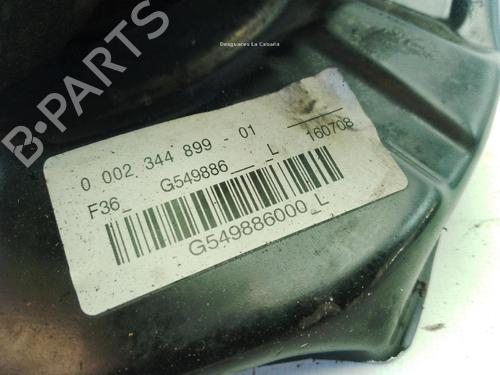 Desguaces La Cabaña
B-PARTS
0 002 344 899 - 01
F36_ G549886___L 160708
G549886000_L